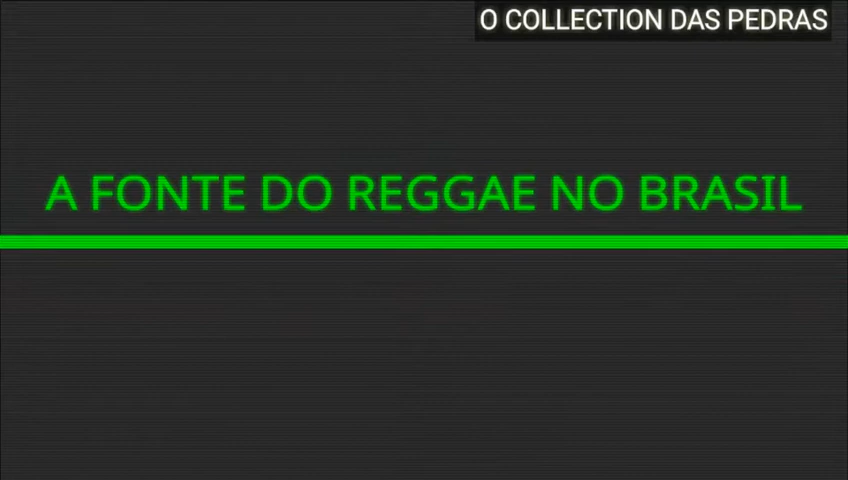 O COLLECTION DAS PEDRAS
A FONTE DO REGGAE NO BRASIL